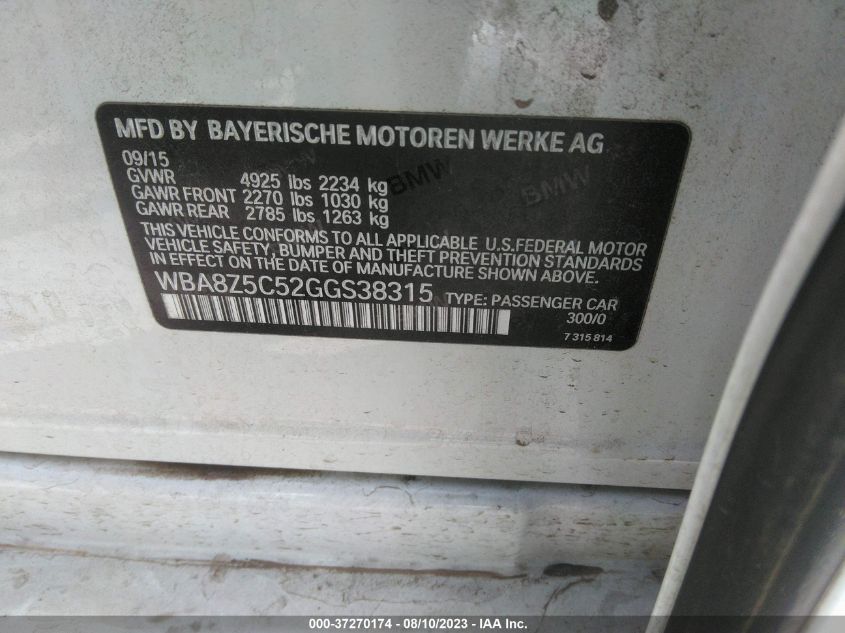 MFD BY BAYERISCHE MOTOREN WERKE AG
09/15
GVWR 4925 lbs 2234 kg
GAWR FRONT 2270 lbs 1030 kg
GAWR REAR 2785 lbs 1263 kg
BMW BMW
THIS VEHICLE CONFORMS TO ALL APPLICABLE U.S.FEDERAL MOTOR
VEHICLE SAFETY, BUMPER AND THEFT PREVENTION STANDARDS
IN EFFECT ON THE DATE OF MANUFACTURE SHOWN ABOVE.
WBA8Z5C52GGS38315 TYPE: PASSENGER CAR
300/0
7 315 814
000-37270174 - 08/10/2023 - IAA Inc.